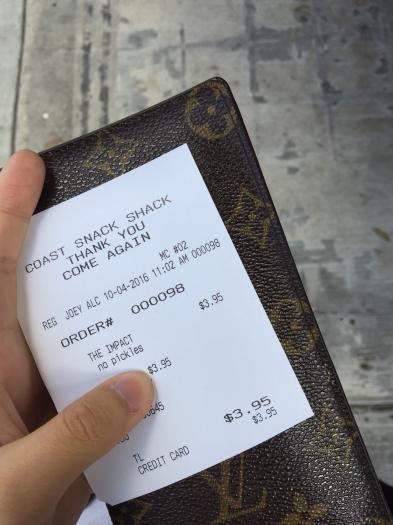 COAST SNACK SHACK
THANK YOU
COME AGAIN
MC #02
REG JOEY ALC 10-04-2016 11:02 AM 000098
ORDER# 000098
THE IMPACT $3.95
no pickles
$3.95
$3.95
TL $3.95
CREDIT CARD